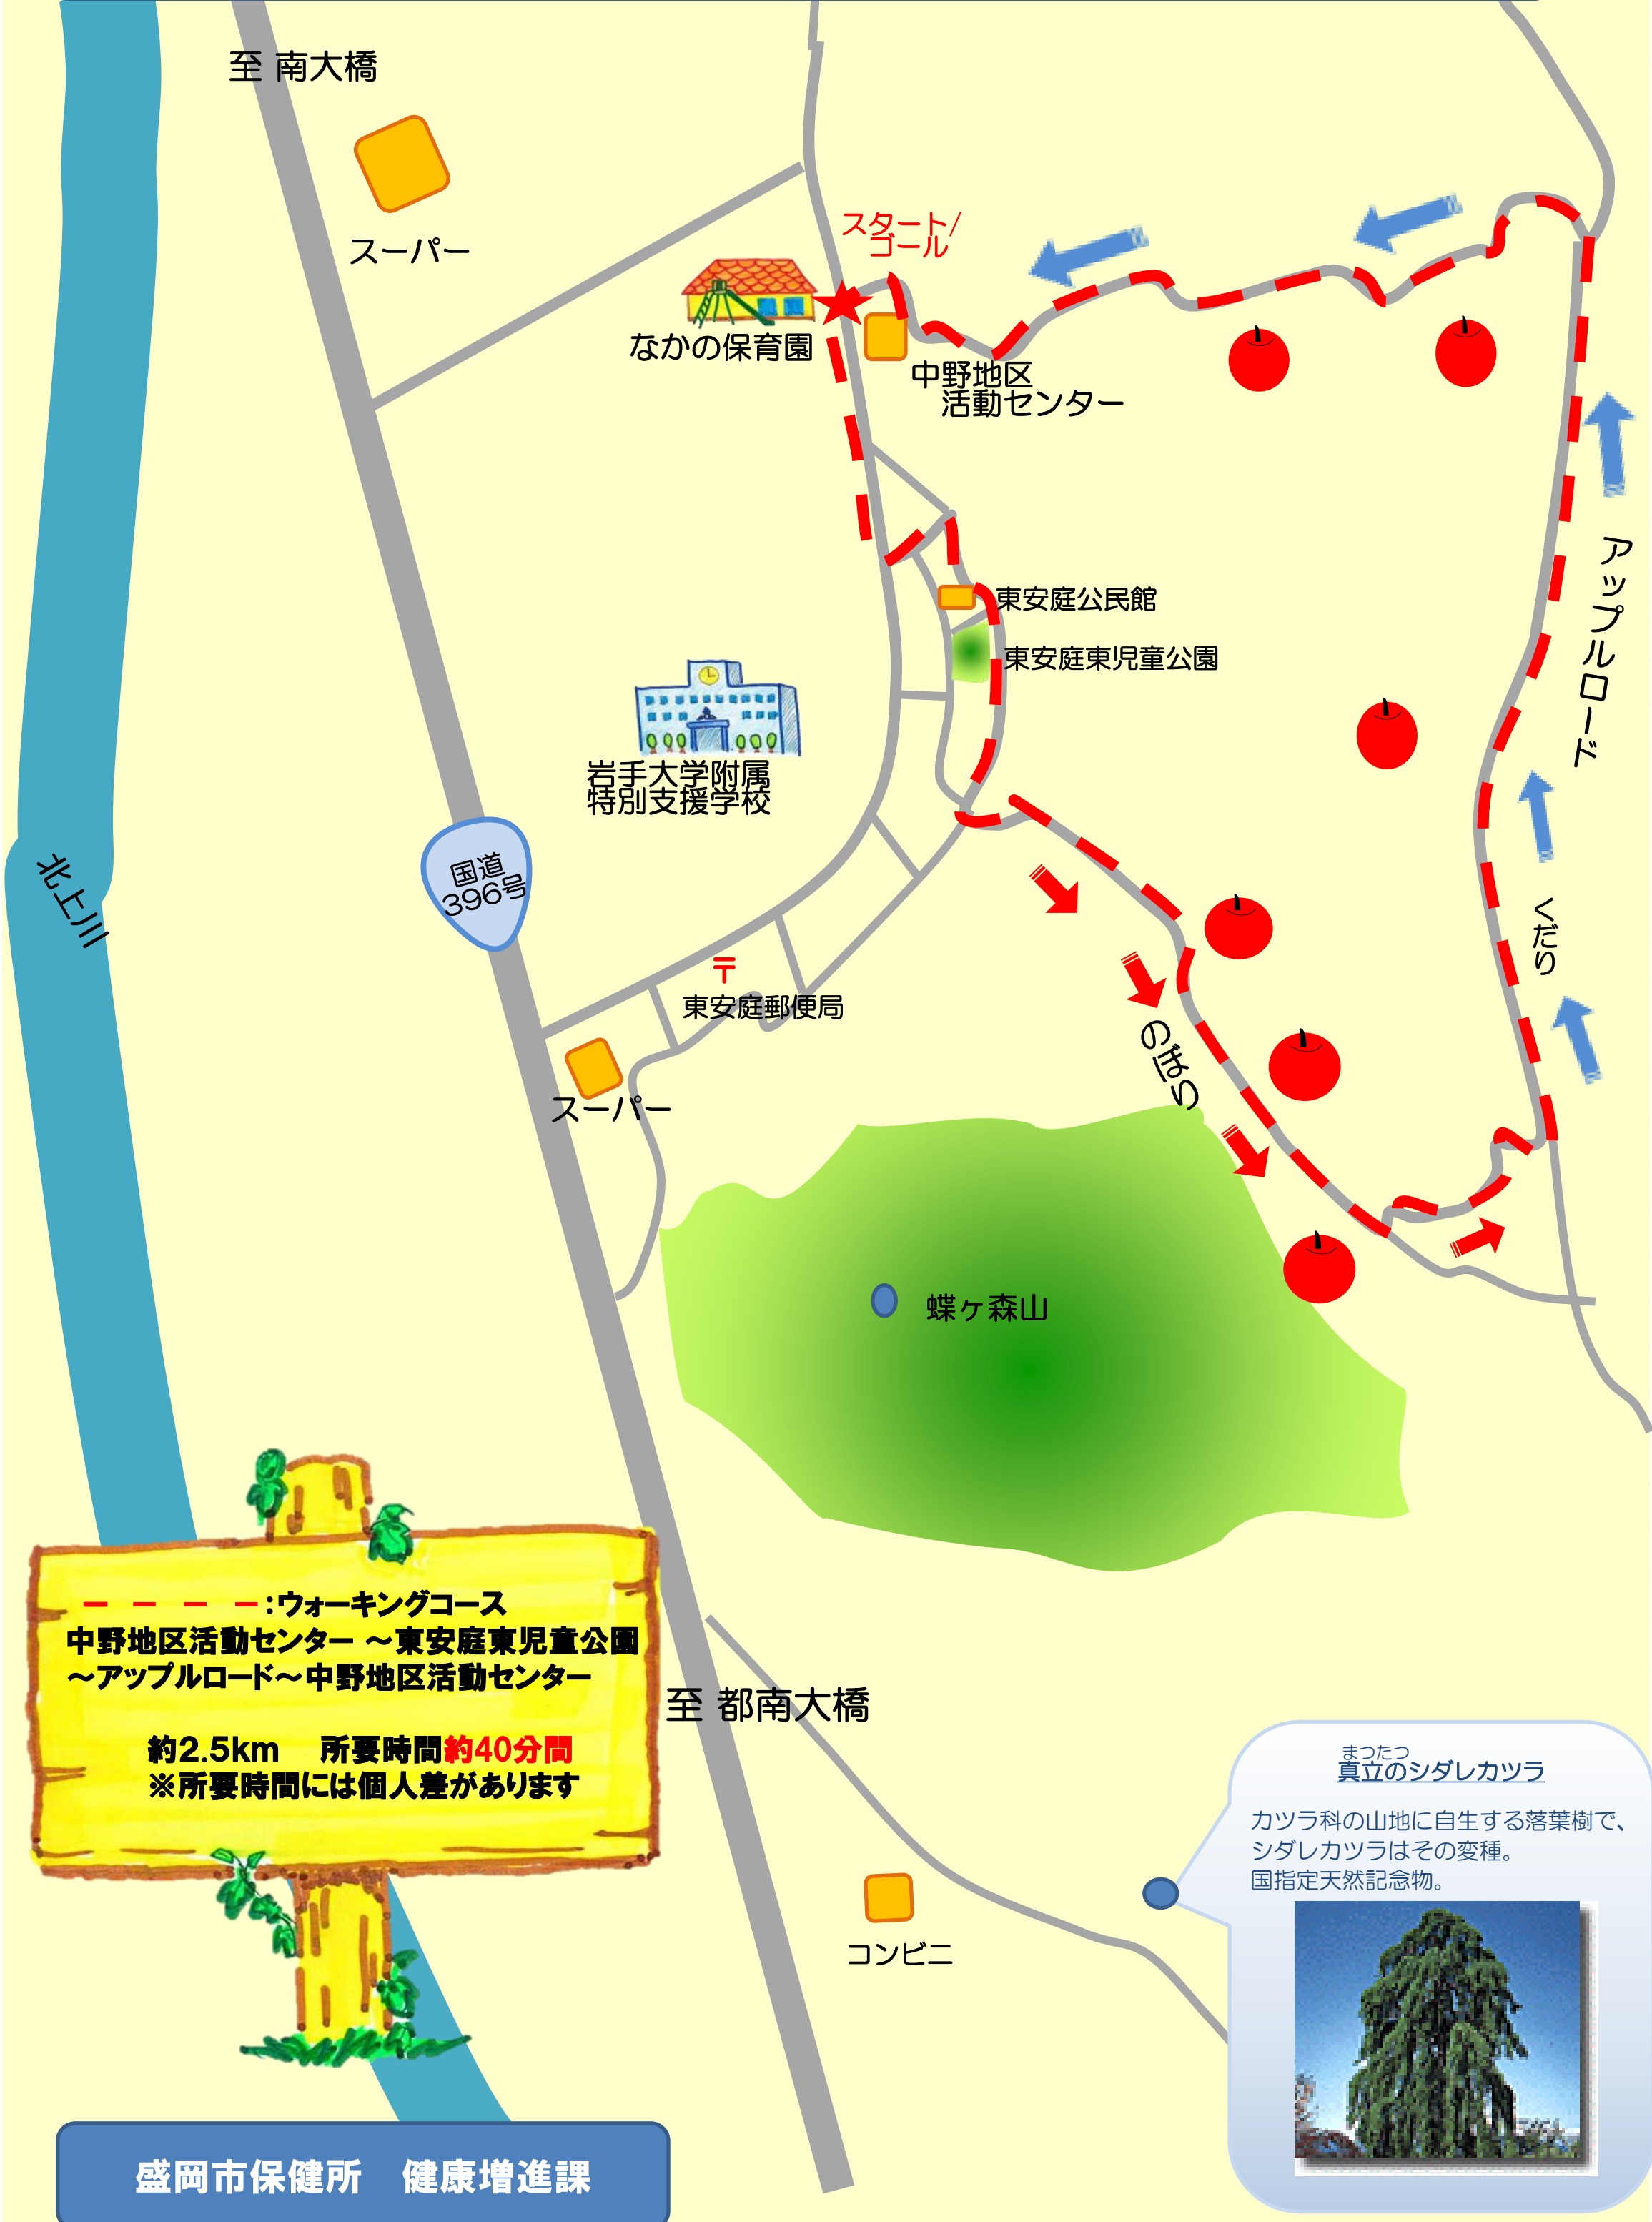 至 南大橋
スーパー
スタート/
ゴール
なかの保育園
中野地区
活動センター
アップルロード
東安庭公民館
東安庭東児童公園
岩手大学附属
特別支援学校
国道
396号
北上川
くだり
〒
東安庭郵便局
のぼり
スーパー
蝶ヶ森山
:ウォーキングコース
中野地区活動センター ～東安庭東児童公園
～アップルロード～中野地区活動センター
約2.5km 所要時間約40分間
※所要時間には個人差があります
至 都南大橋
まつたつ
真立のシダレカツラ
カツラ科の山地に自生する落葉樹で、
シダレカツラはその変種。
国指定天然記念物。
コンビニ
盛岡市保健所　健康増進課